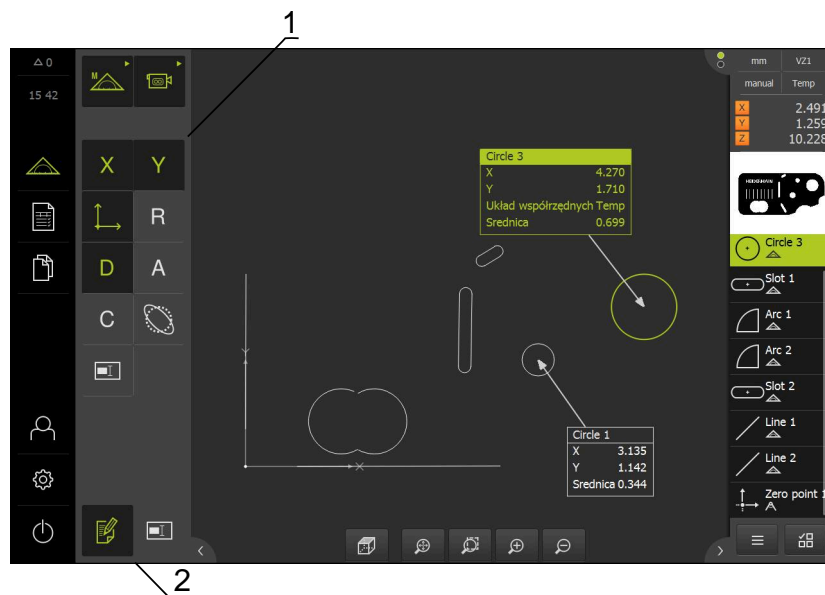 1
0
15 42
M
mm VZ1
manual Temp
X 2.491
Y 1.259
Z 10.228
X Y
R
D A
C
Circle 3
X 4.270
Y 1.710
Układ współrzędnych Temp
Srednica 0.699
HEIDENHAIN
Circle 3
Slot 1
Arc 1
Arc 2
Slot 2
Line 1
Line 2
Zero point 1
Y
X
Circle 1
X 3.135
Y 1.142
Srednica 0.344
2